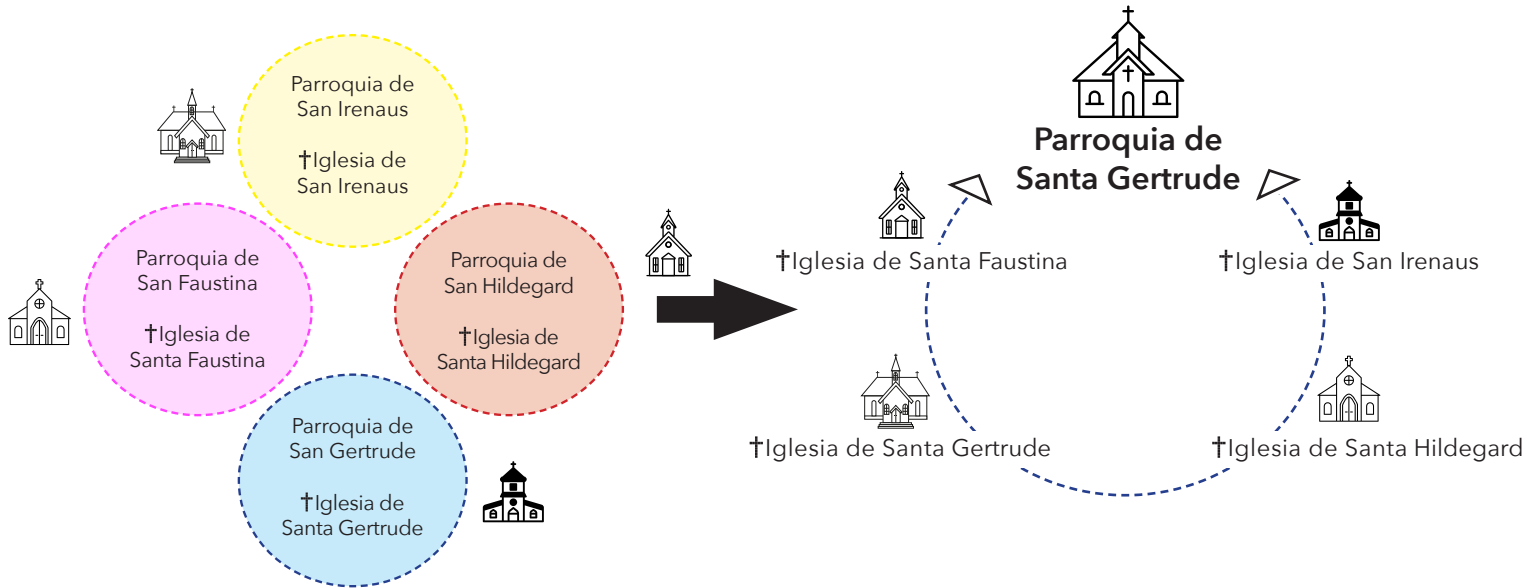 Parroquia de
San Irenaus
✝Iglesia de
San Irenaus
Parroquia de
San Faustina
✝Iglesia de
Santa Faustina
Parroquia de
San Hildegard
✝Iglesia de
Santa Hildegard
Parroquia de
San Gertrude
✝Iglesia de
Santa Gertrude
Parroquia de
Santa Gertrude
✝Iglesia de Santa Faustina
✝Iglesia de San Irenaus
✝Iglesia de Santa Gertrude
✝Iglesia de Santa Hildegard